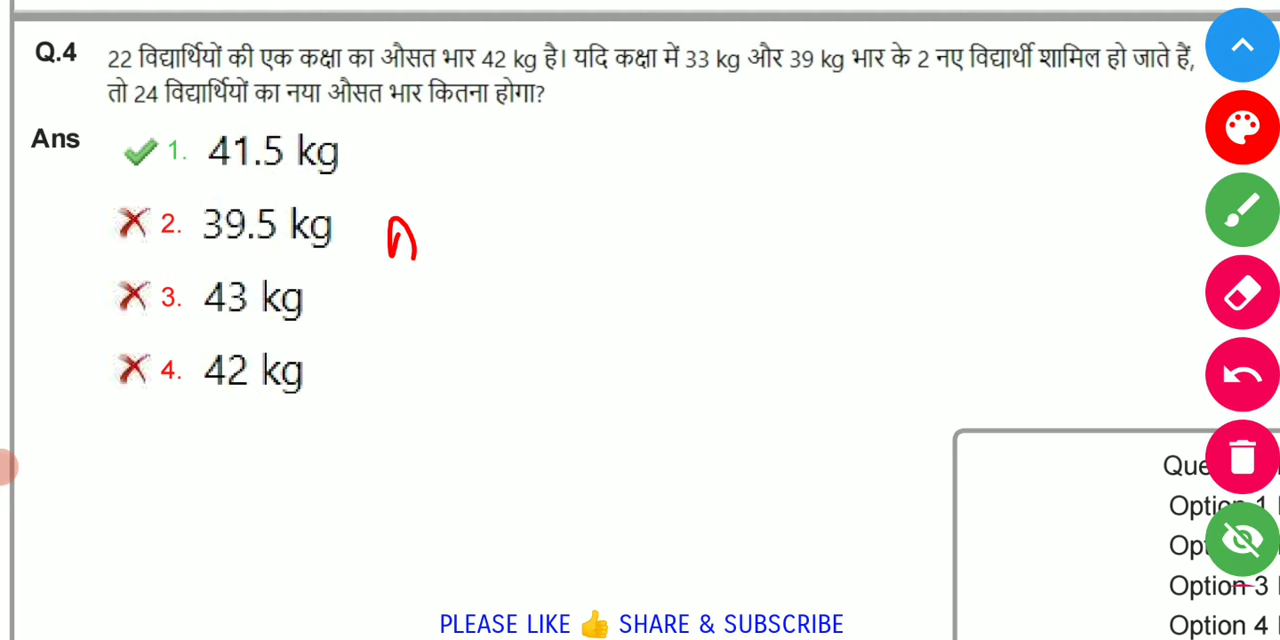 Q.4 22 विद्यार्थियों की एक कक्षा का औसत भार 42 kg है। यदि कक्षा में 33 kg और 39 kg भार के 2 नए विद्यार्थी शामिल हो जाते हैं,
तो 24 विद्यार्थियों का नया औसत भार कितना होगा?
Ans 1. 41.5 kg
2. 39.5 kg
3. 43 kg
4. 42 kg
Option 1
Option 3
Option 4
PLEASE LIKE 👍 SHARE & SUBSCRIBE